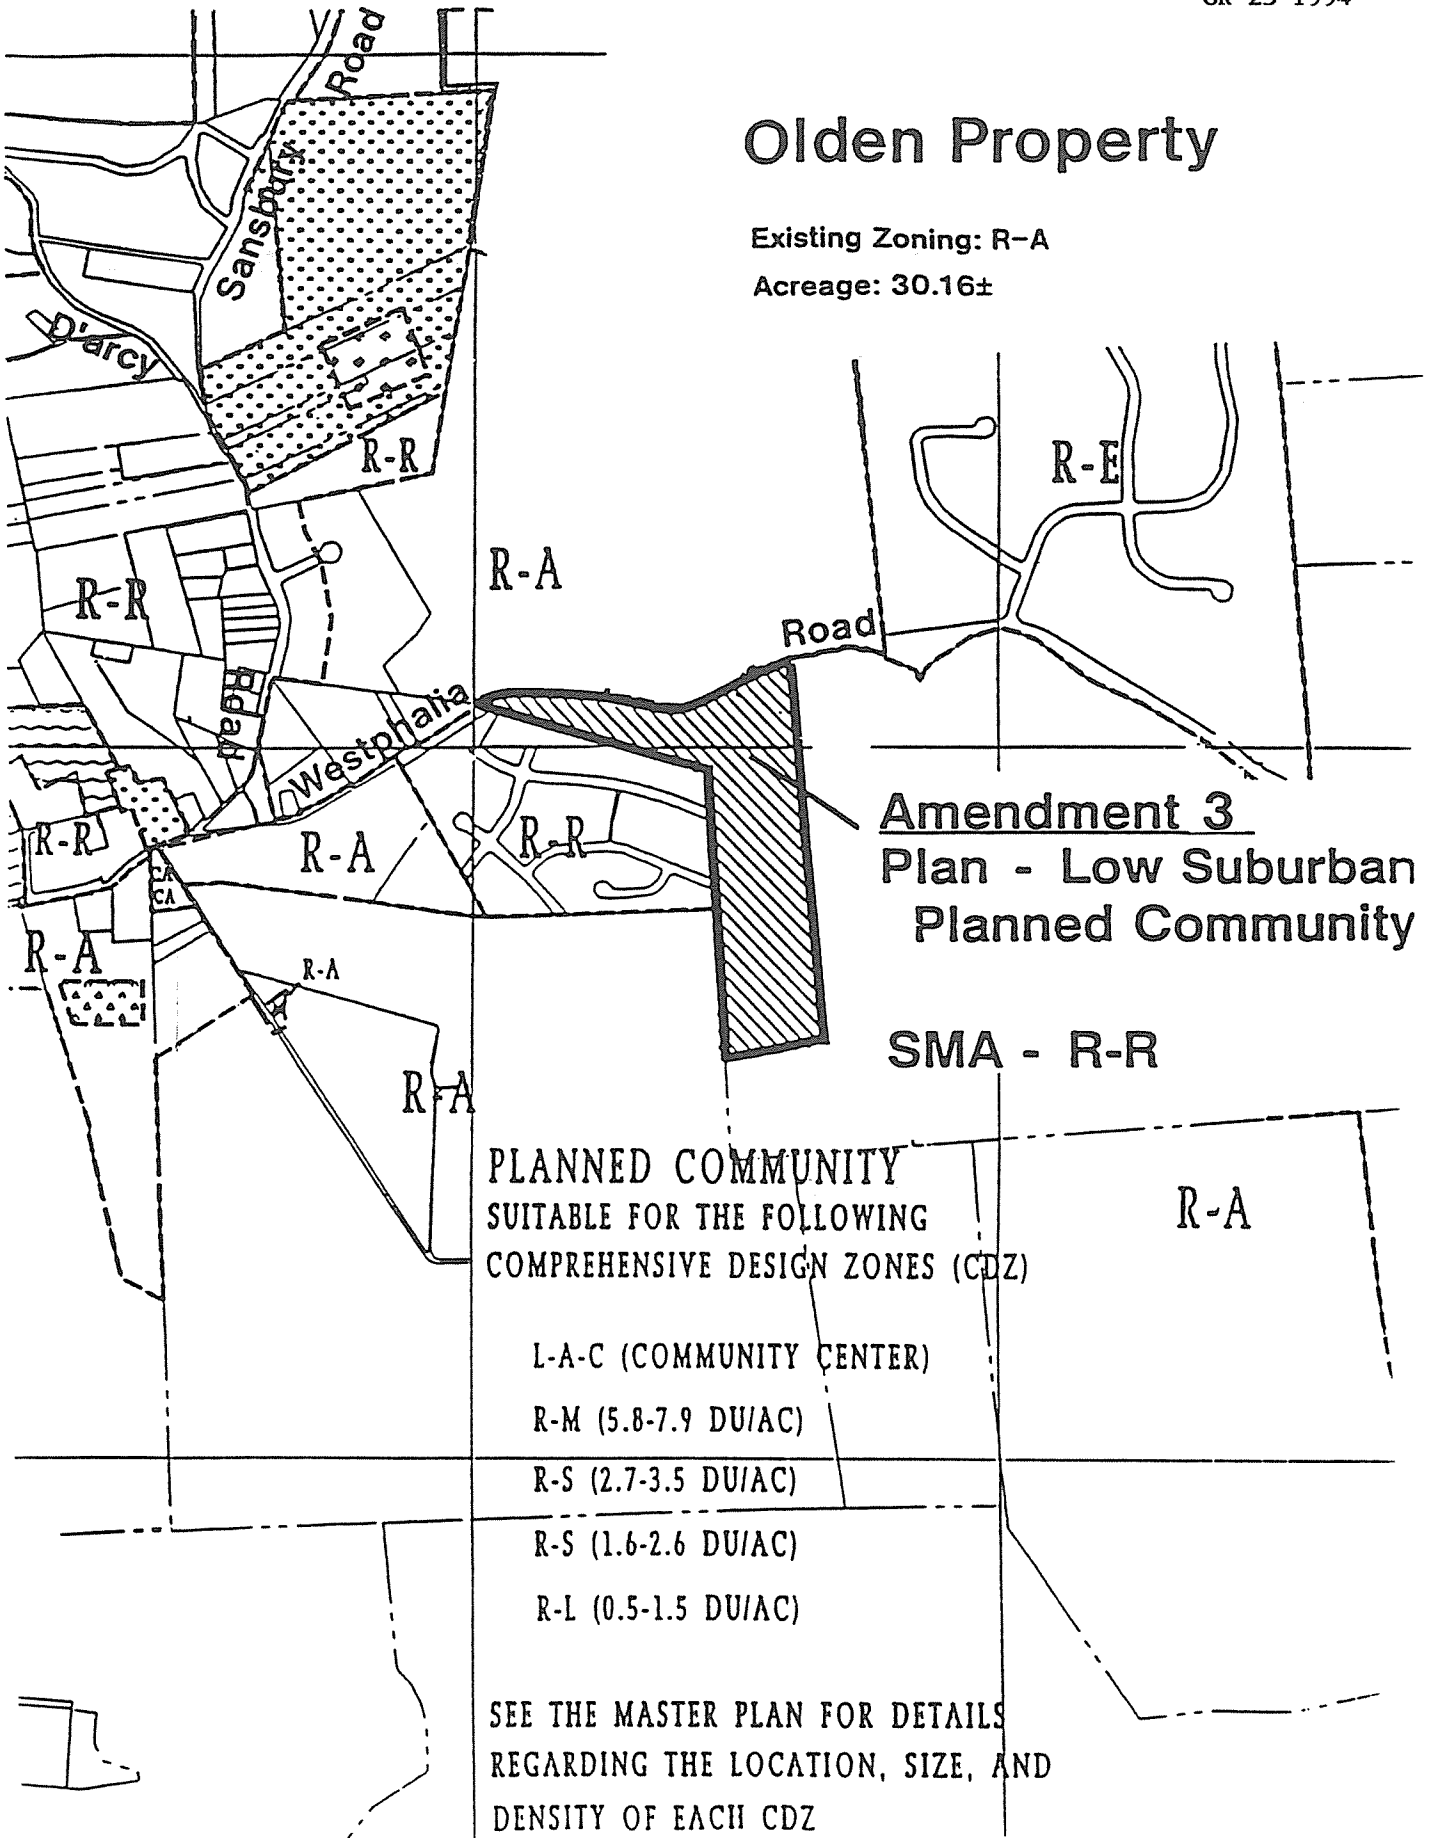 Olden Property
Existing Zoning: R-A
Acreage: 30.16±
Road
Sansbury
D'arcy
R-R
R-E
R-A
R-R
Road
Road
Westphalia
Amendment 3
Plan - Low Suburban
Planned Community
R-R
R-A
R-R
CA
CA
R-A
R-A
SMA - R-R
R-A
PLANNED COMMUNITY
SUITABLE FOR THE FOLLOWING
COMPREHENSIVE DESIGN ZONES (CDZ)
R-A
L-A-C (COMMUNITY CENTER)
R-M (5.8-7.9 DU/AC)
R-S (2.7-3.5 DU/AC)
R-S (1.6-2.6 DU/AC)
R-L (0.5-1.5 DU/AC)
SEE THE MASTER PLAN FOR DETAILS
REGARDING THE LOCATION, SIZE, AND
DENSITY OF EACH CDZ